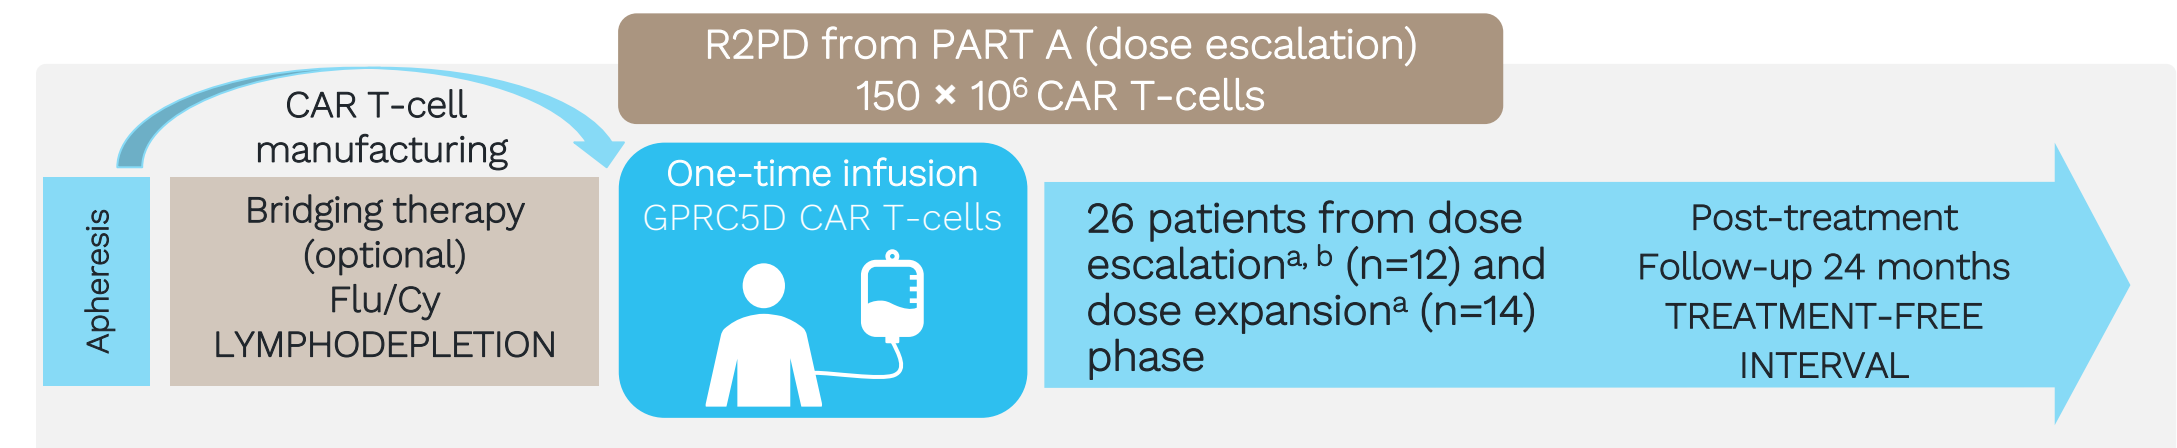 R2PD from PART A (dose escalation)
150 × 10⁶ CAR T-cells
CAR T-cell
manufacturing
Apheresis
Bridging therapy
(optional)
Flu/Cy
LYMPHODEPLETION
One-time infusion
GPRC5D CAR T-cells
26 patients from dose
escalationᵃ, ᵇ (n=12) and
dose expansionᵃ (n=14)
phase
Post-treatment
Follow-up 24 months
TREATMENT-FREE
INTERVAL